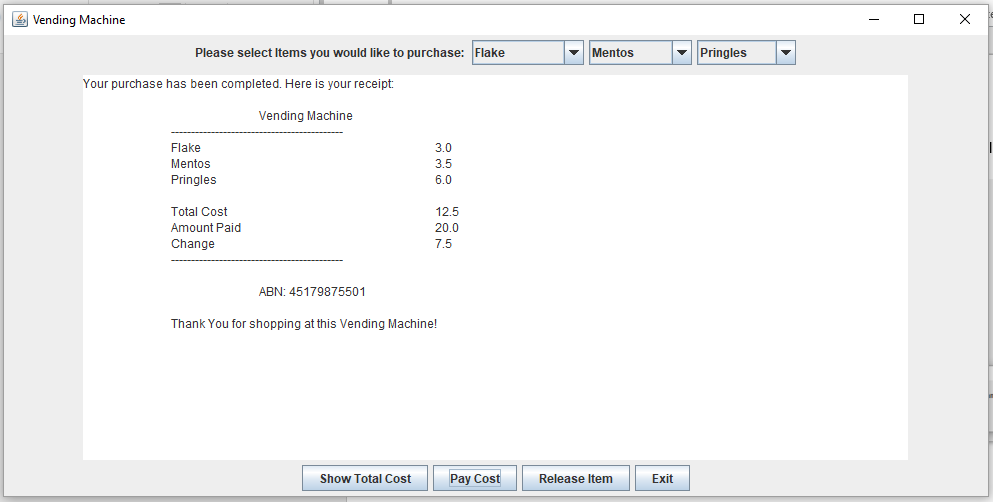 Vending Machine
Please select Items you would like to purchase: Flake Mentos Pringles
Your purchase has been completed. Here is your receipt:
Vending Machine
-------------------------------------------
Flake 3.0
Mentos 3.5
Pringles 6.0
Total Cost 12.5
Amount Paid 20.0
Change 7.5
-------------------------------------------
ABN: 45179875501
Thank You for shopping at this Vending Machine!
Show Total Cost Pay Cost Release Item Exit